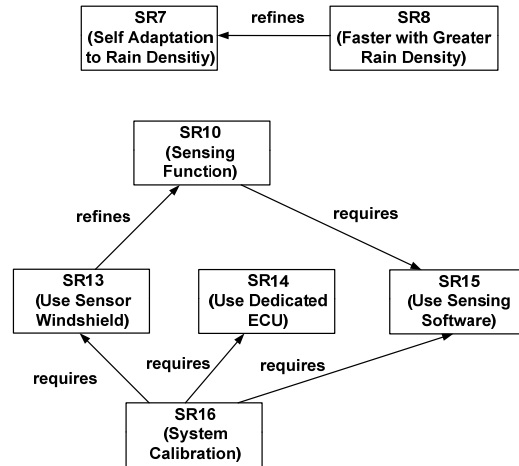 SR7
(Self Adaptation
to Rain Densitiy)
refines
SR8
(Faster with Greater
Rain Density)
SR10
(Sensing
Function)
refines
requires
SR13
(Use Sensor
Windshield)
SR14
(Use Dedicated
ECU)
SR15
(Use Sensing
Software)
requires
requires
requires
SR16
(System
Calibration)